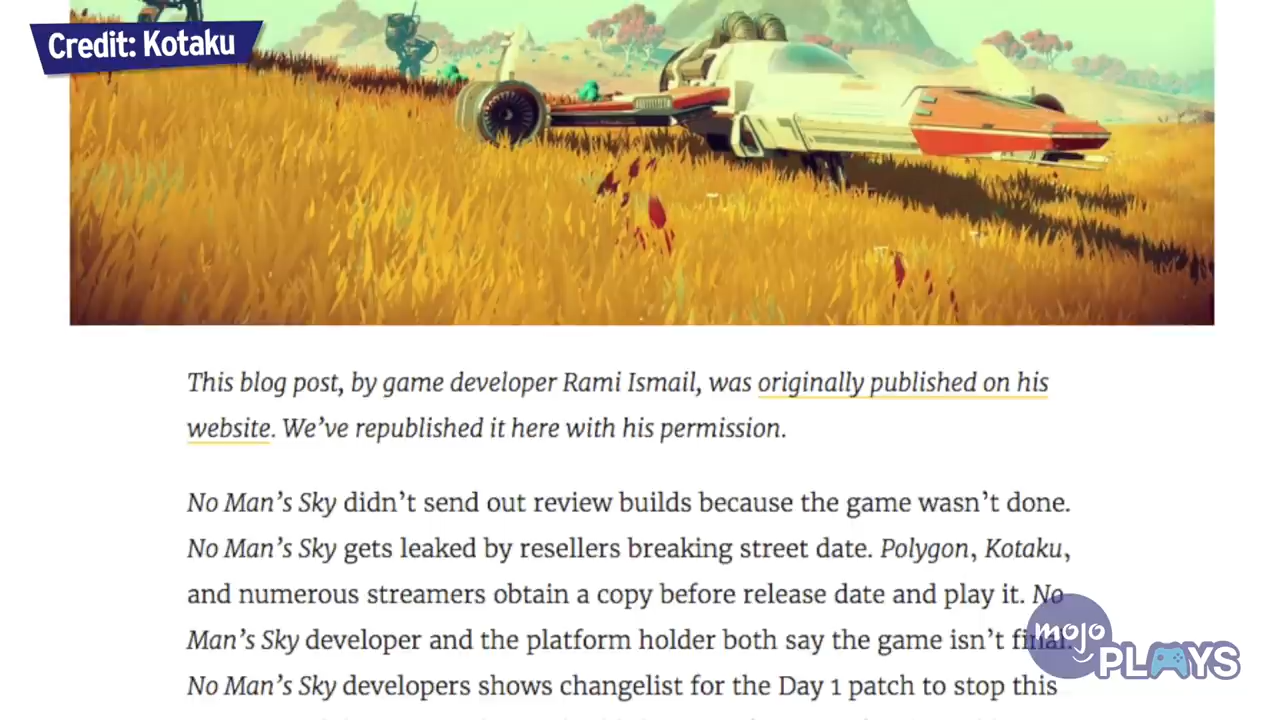 Credit: Kotaku
This blog post, by game developer Rami Ismail, was originally published on his
website. We’ve republished it here with his permission.
No Man’s Sky didn’t send out review builds because the game wasn’t done.
No Man’s Sky gets leaked by resellers breaking street date. Polygon, Kotaku,
and numerous streamers obtain a copy before release date and play it. No
Man’s Sky developer and the platform holder both say the game isn’t final.
No Man’s Sky developers shows changelist for the Day 1 patch to stop this
mojo
PLAYS